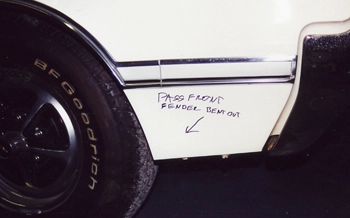 BFGoodrich
PASS FRONT
FENDER BENT OUT